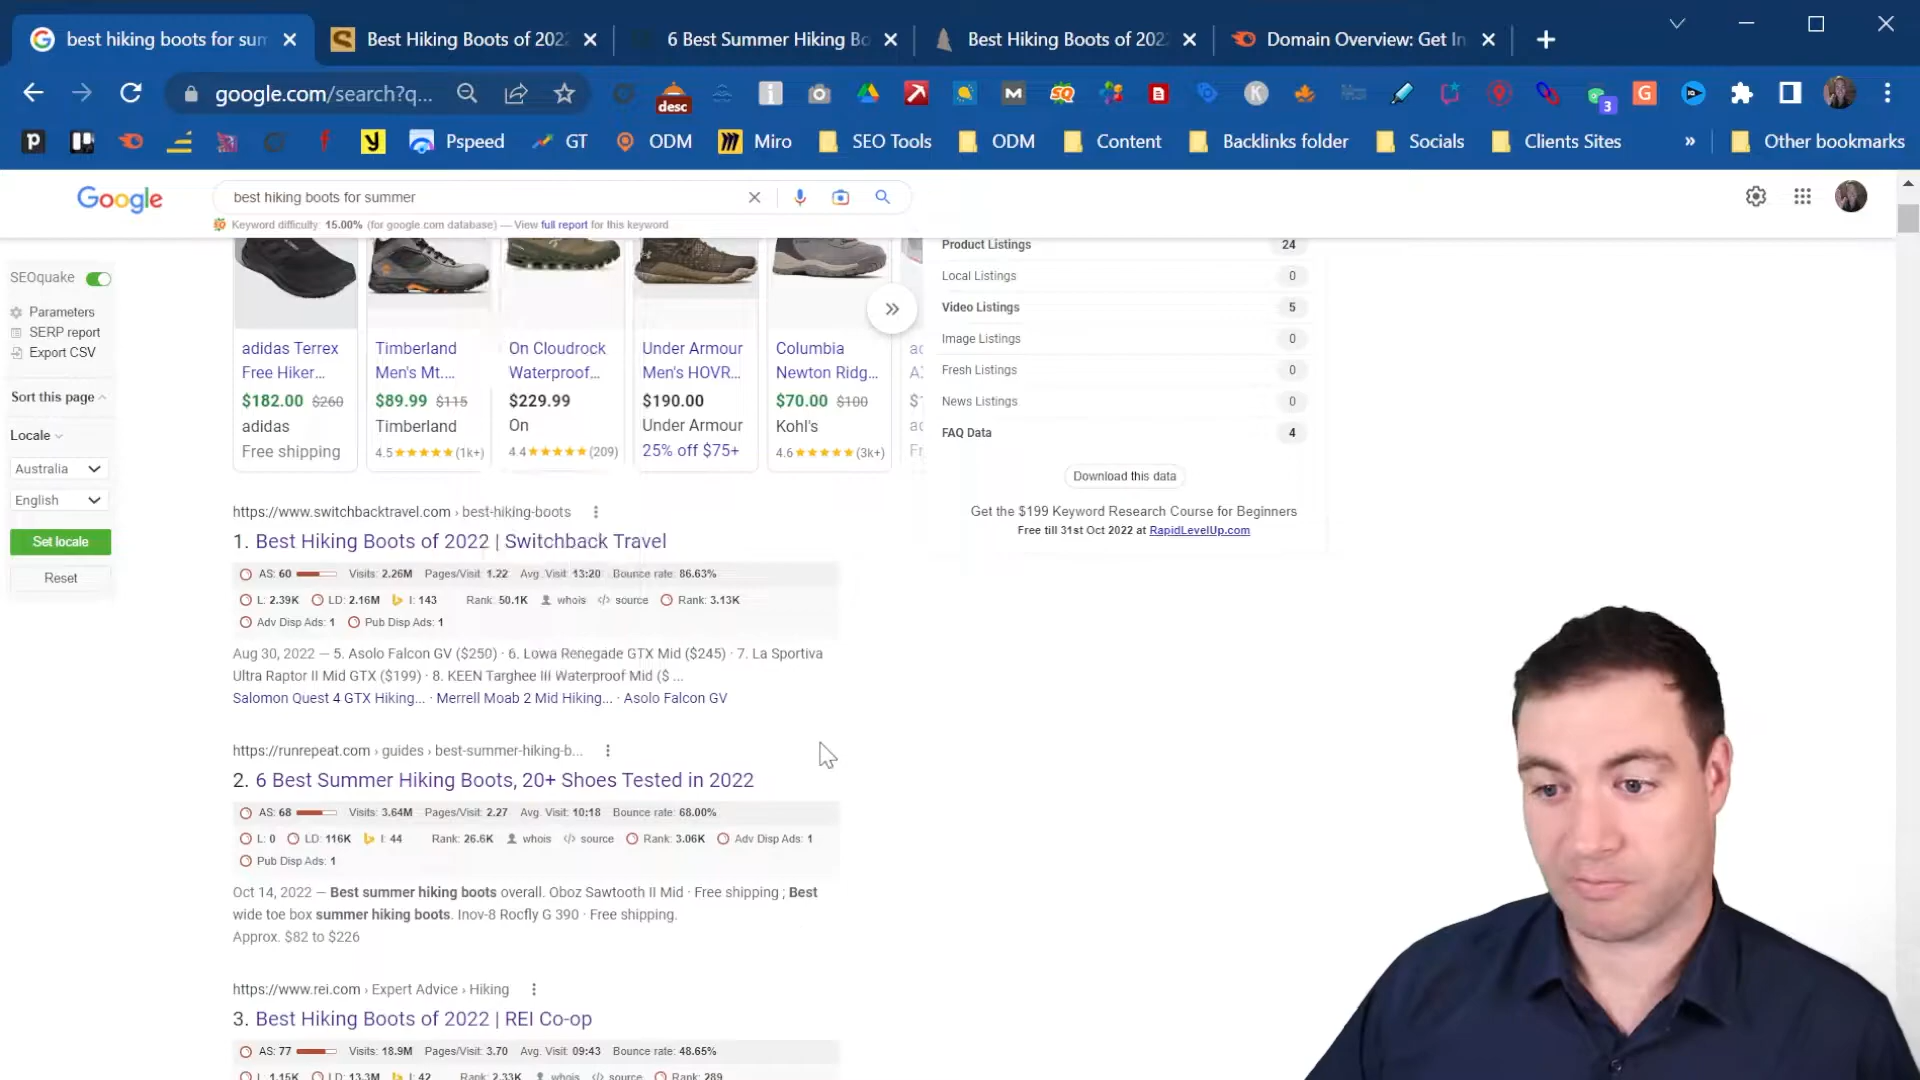 best hiking boots for sum
Best Hiking Boots of 202
6 Best Summer Hiking Bo
Best Hiking Boots of 202
Domain Overview: Get In
google.com/search?q...
desc
3
Pspeed
GT
ODM
Miro
SEO Tools
ODM
Content
Backlinks folder
Socials
Clients Sites
»
Other bookmarks
Google
best hiking boots for summer
Keyword difficulty: 15.00% (for google.com database) — View full report for this keyword
SEOquake
Parameters
SERP report
Export CSV
Sort this page
Locale
Australia
English
Set locale
Reset
adidas Terrex
Free Hiker...
$182.00 $260
adidas
Free shipping
Timberland
Men's Mt....
$89.99 $115
Timberland
4.5 ★★★★★ (1k+)
On Cloudrock
Waterproof...
$229.99
On
4.4 ★★★★★ (209)
Under Armour
Men's HOVR...
$190.00
Under Armour
25% off $75+
Columbia
Newton Ridg...
$70.00 $100
Kohl's
4.6 ★★★★★ (3k+)
Product Listings 24
Local Listings 0
Video Listings 5
Image Listings 0
Fresh Listings 0
News Listings 0
FAQ Data 4
Download this data
Get the $199 Keyword Research Course for Beginners
Free till 31st Oct 2022 at RapidLevelUp.com
https://www.switchbacktravel.com › best-hiking-boots
1. Best Hiking Boots of 2022 | Switchback Travel
AS: 60 Visits: 2.26M Pages/Visit: 1.22 Avg. Visit: 13:20 Bounce rate: 86.63%
L: 2.39K LD: 2.16M I: 143 Rank: 50.1K whois source Rank: 3.13K
Adv Disp Ads: 1 Pub Disp Ads: 1
Aug 30, 2022 — 5. Asolo Falcon GV ($250) · 6. Lowa Renegade GTX Mid ($245) · 7. La Sportiva
Ultra Raptor II Mid GTX ($199) · 8. KEEN Targhee III Waterproof Mid ($ ...
Salomon Quest 4 GTX Hiking... · Merrell Moab 2 Mid Hiking... · Asolo Falcon GV
https://runrepeat.com › guides › best-summer-hiking-b...
2. 6 Best Summer Hiking Boots, 20+ Shoes Tested in 2022
AS: 68 Visits: 3.64M Pages/Visit: 2.27 Avg. Visit: 10:18 Bounce rate: 68.00%
L: 0 LD: 116K I: 44 Rank: 26.6K whois source Rank: 3.06K Adv Disp Ads: 1
Pub Disp Ads: 1
Oct 14, 2022 — Best summer hiking boots overall. Oboz Sawtooth II Mid · Free shipping ; Best
wide toe box summer hiking boots. Inov-8 Rocfly G 390 · Free shipping.
Approx. $82 to $226
https://www.rei.com › Expert Advice › Hiking
3. Best Hiking Boots of 2022 | REI Co-op
AS: 77 Visits: 18.9M Pages/Visit: 3.70 Avg. Visit: 09:43 Bounce rate: 48.65%
L: 1.15K LD: 13.3M I: 42 Rank: 2.33K whois source Rank: 289